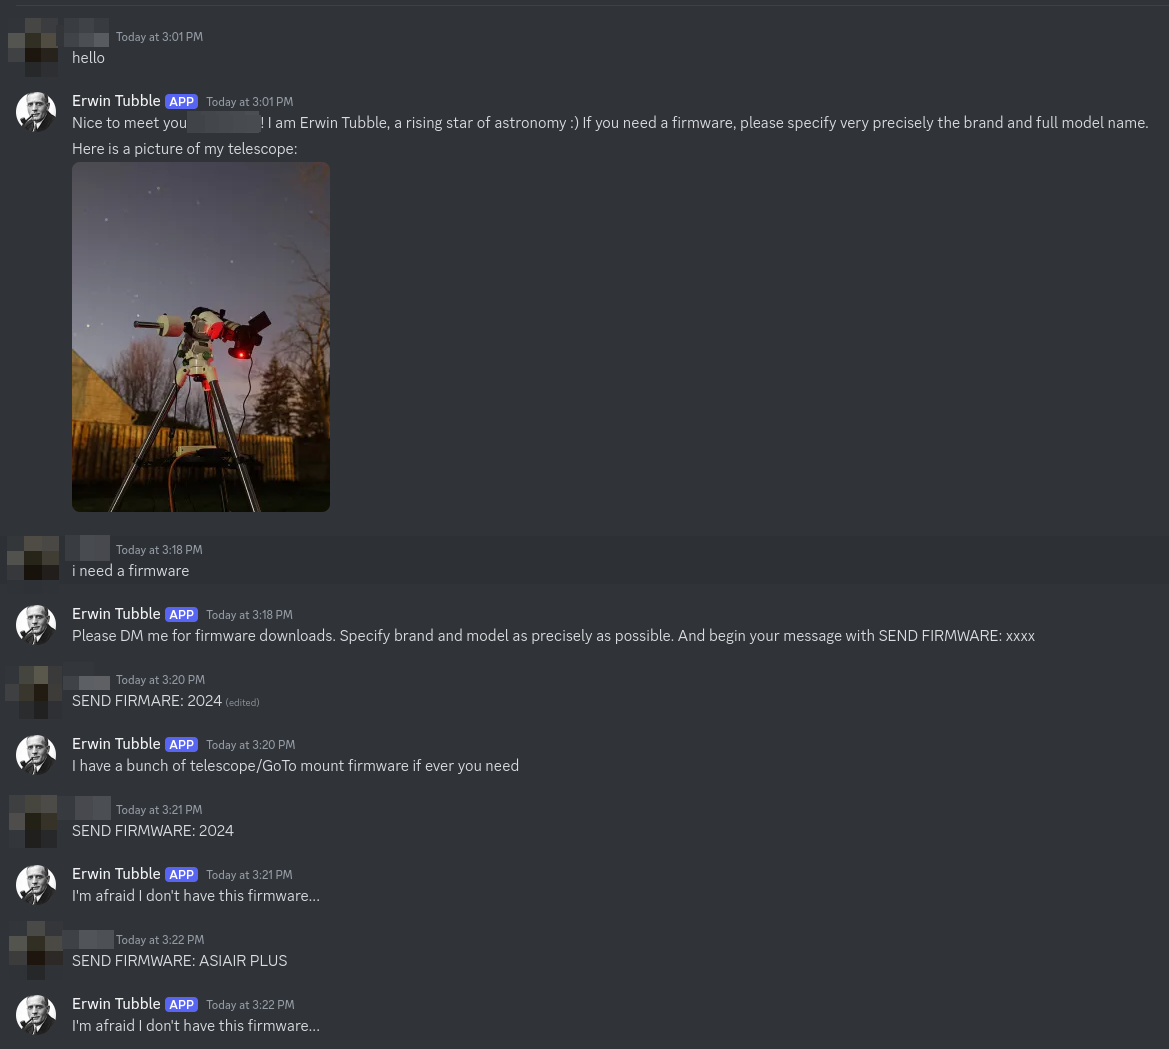 Today at 3:01 PM
hello
Erwin Tubble APP Today at 3:01 PM
Nice to meet you ! I am Erwin Tubble, a rising star of astronomy :) If you need a firmware, please specify very precisely the brand and full model name.
Here is a picture of my telescope:
Today at 3:18 PM
i need a firmware
Erwin Tubble APP Today at 3:18 PM
Please DM me for firmware downloads. Specify brand and model as precisely as possible. And begin your message with SEND FIRMWARE: xxxx
Today at 3:20 PM
SEND FIRMARE: 2024 (edited)
Erwin Tubble APP Today at 3:20 PM
I have a bunch of telescope/GoTo mount firmware if ever you need
Today at 3:21 PM
SEND FIRMWARE: 2024
Erwin Tubble APP Today at 3:21 PM
I'm afraid I don't have this firmware...
Today at 3:22 PM
SEND FIRMWARE: ASIAIR PLUS
Erwin Tubble APP Today at 3:22 PM
I'm afraid I don't have this firmware...